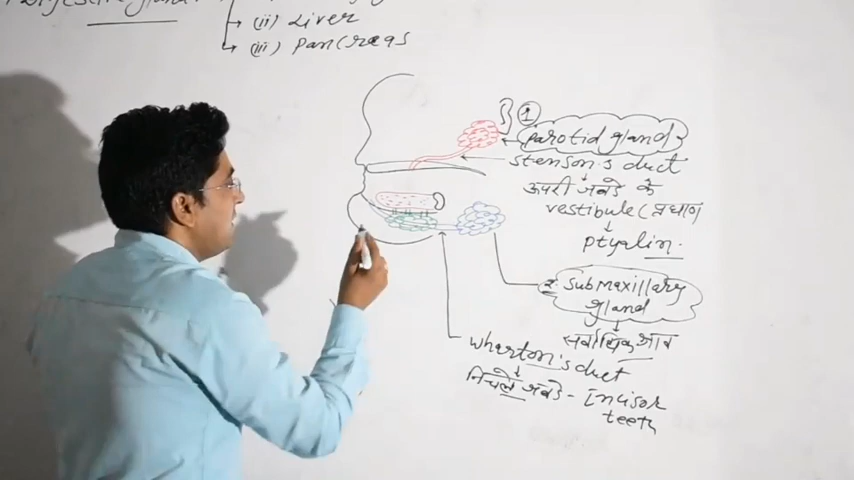 (ii) Liver
(iii) Pancreas
1
Parotid gland
Stenson's duct
ऊपरी जबडे के
vestibule (प्रघाण
Ptyalin.
2 Submaxillary
gland
सर्वाधिक स्राव
Wharton's duct
निचले जबडे - Incisor
teeth